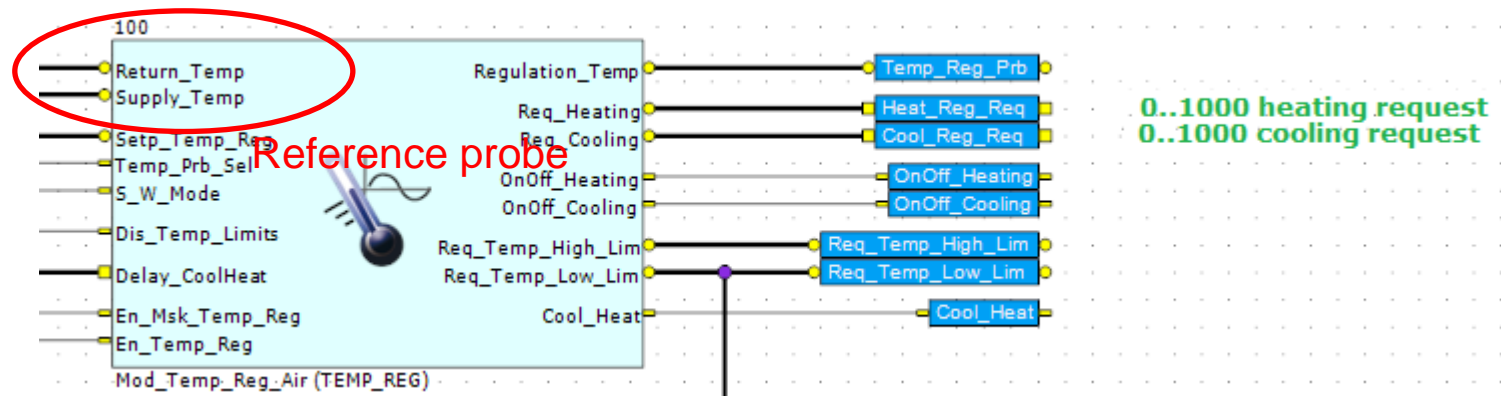 100
Return_Temp
Supply_Temp
Setp_Temp_Reg
Temp_Prb_Sel
S_W_Mode
Dis_Temp_Limits
Delay_CoolHeat
En_Msk_Temp_Reg
En_Temp_Reg
Reference probe
Regulation_Temp
Req_Heating
Req_Cooling
OnOff_Heating
OnOff_Cooling
Req_Temp_High_Lim
Req_Temp_Low_Lim
Cool_Heat
Mod_Temp_Reg_Air (TEMP_REG)
Temp_Reg_Prb
Heat_Reg_Req
Cool_Reg_Req
OnOff_Heating
OnOff_Cooling
Req_Temp_High_Lim
Req_Temp_Low_Lim
Cool_Heat
0..1000 heating request
0..1000 cooling request